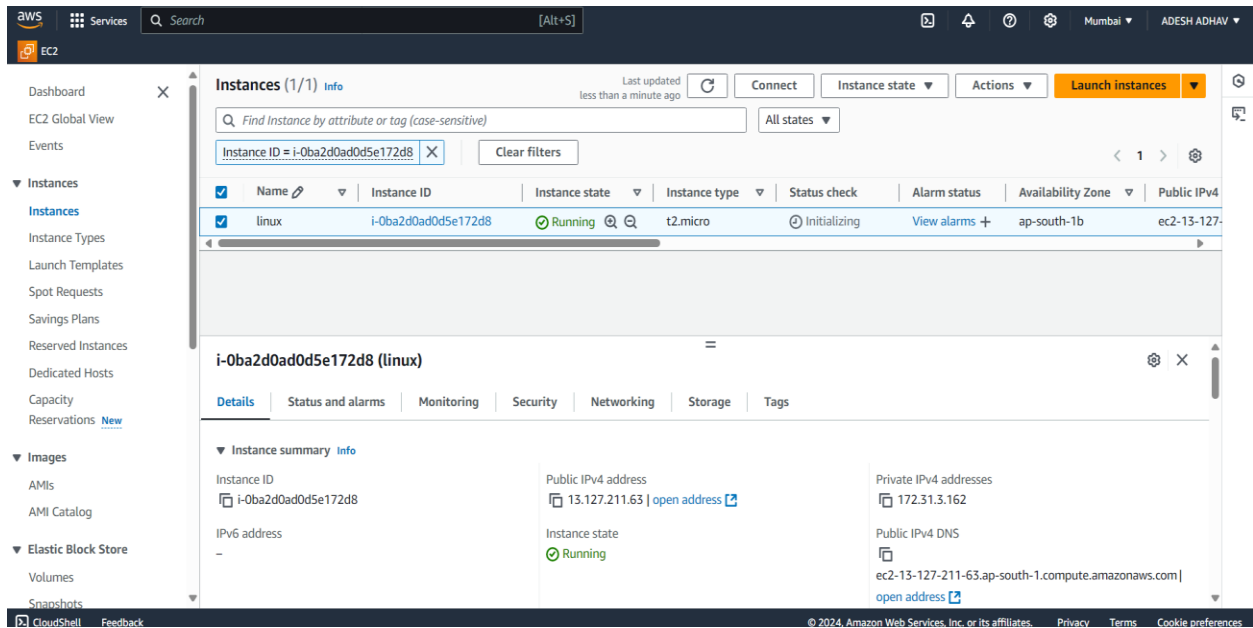 aws Services Search [Alt+S] Mumbai ADESH ADHAV
EC2
Dashboard
EC2 Global View
Events
Instances
Instances
Instance Types
Launch Templates
Spot Requests
Savings Plans
Reserved Instances
Dedicated Hosts
Capacity
Reservations New
Images
AMIs
AMI Catalog
Elastic Block Store
Volumes
Snapshots
Instances (1/1) Info
Last updated
less than a minute ago
Connect Instance state Actions Launch instances
Find Instance by attribute or tag (case-sensitive) All states
Instance ID = i-0ba2d0ad0d5e172d8 Clear filters
1
Name Instance ID Instance state Instance type Status check Alarm status Availability Zone Public IPv4
linux i-0ba2d0ad0d5e172d8 Running t2.micro Initializing View alarms + ap-south-1b ec2-13-127-
i-0ba2d0ad0d5e172d8 (linux)
Details Status and alarms Monitoring Security Networking Storage Tags
Instance summary Info
Instance ID
i-0ba2d0ad0d5e172d8
Public IPv4 address
13.127.211.63 | open address
Private IPv4 addresses
172.31.3.162
IPv6 address
–
Instance state
Running
Public IPv4 DNS
ec2-13-127-211-63.ap-south-1.compute.amazonaws.com |
open address
CloudShell Feedback © 2024, Amazon Web Services, Inc. or its affiliates. Privacy Terms Cookie preferences